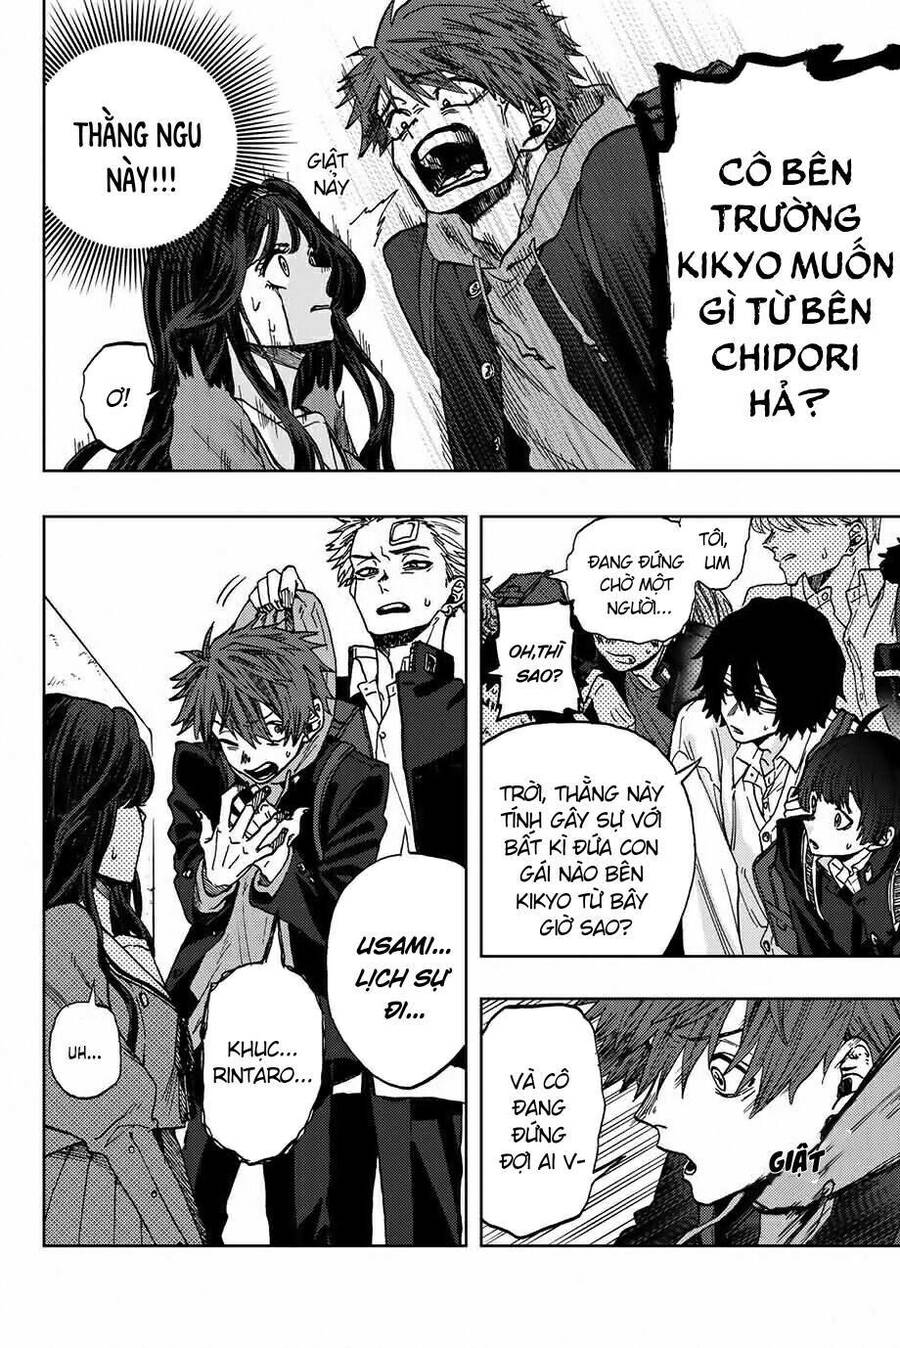 CÔ BÊN
TRƯỜNG
KIKYO MUỐN
GÌ TỪ BÊN
CHIDORI
HẢ?
GIẬT
NẢY
THẰNG NGU
NÀY!!!
Ơ!
TÔI,
UM
ĐANG ĐỨNG
CHỜ MỘT
NGƯỜI...
OH,THÌ
SAO?
TRỜI, THẰNG NÀY
TÍNH GÂY SỰ VỚI
BẤT KÌ ĐỨA CON
GÁI NÀO BÊN
KIKYO TỪ BÂY
GIỜ SAO?
VÀ CÔ
ĐANG
ĐỨNG
ĐỢI AI V-
GIẬT
USAMI...
LỊCH SỰ
ĐI...
KHỤC...
RINTARO...
UH...